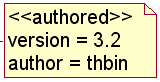 <<authored>>
version = 3.2
author = thbin